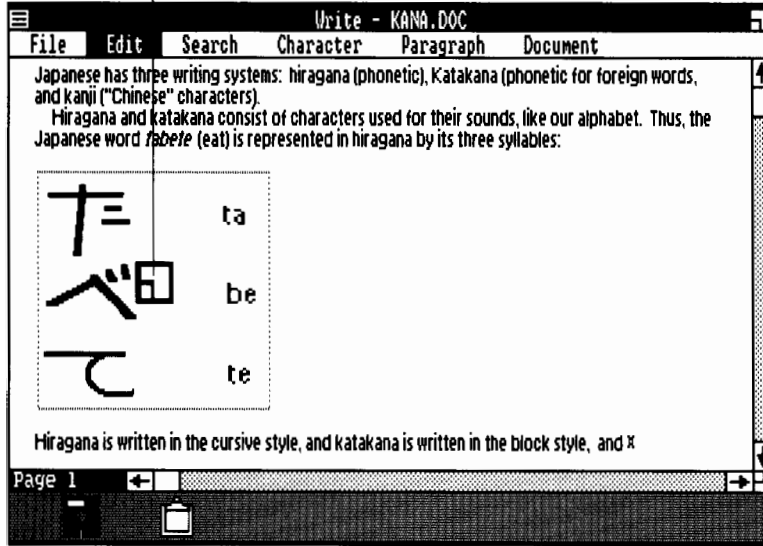 Write - KANA.DOC
File Edit Search Character Paragraph Document
Japanese has three writing systems: hiragana (phonetic), Katakana (phonetic for foreign words,
and kanji ("Chinese" characters).
Hiragana and katakana consist of characters used for their sounds, like our alphabet. Thus, the
Japanese word tabete (eat) is represented in hiragana by its three syllables:
た ta
べ be
て te
Hiragana is written in the cursive style, and katakana is written in the block style, and
Page 1